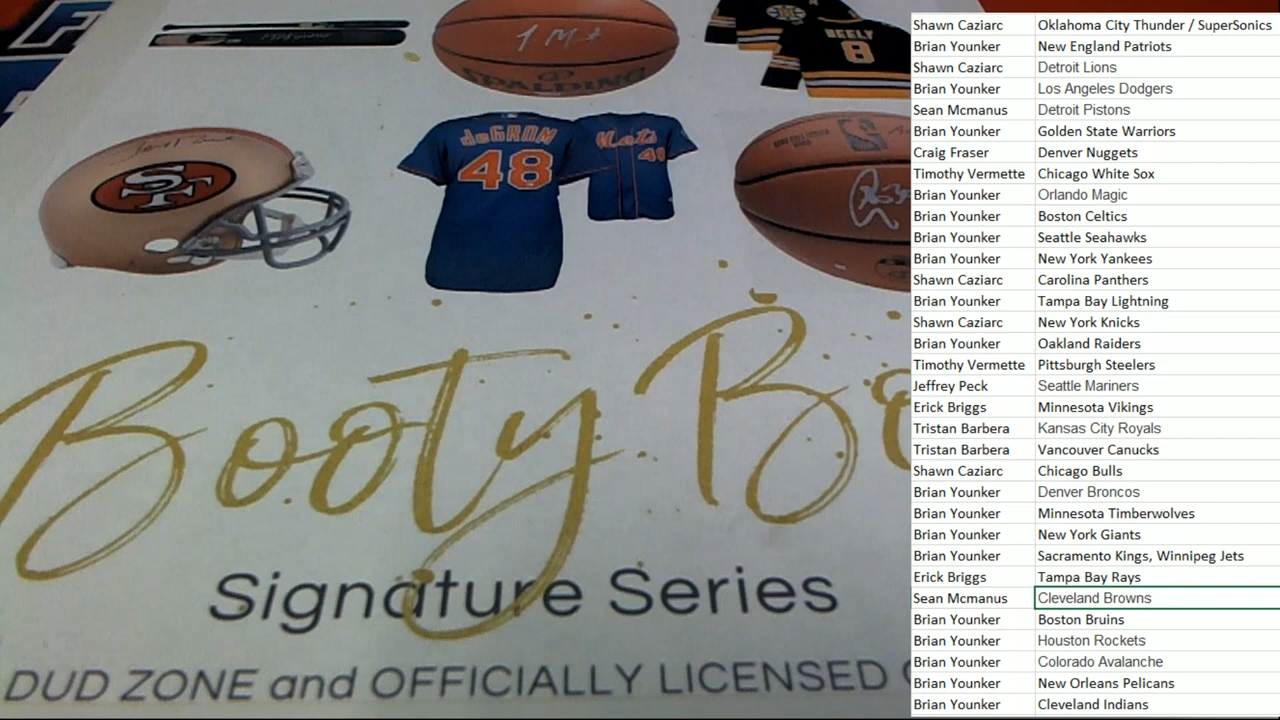 1 M
SPALDING
NEELY
8
SF
deGROM
48
Mets
Booty
Signature Series
DUD ZONE and OFFICIALLY LICENSED
Shawn Caziarc Oklahoma City Thunder / SuperSonics
Brian Younker New England Patriots
Shawn Caziarc Detroit Lions
Brian Younker Los Angeles Dodgers
Sean Mcmanus Detroit Pistons
Brian Younker Golden State Warriors
Craig Fraser Denver Nuggets
Timothy Vermette Chicago White Sox
Brian Younker Orlando Magic
Brian Younker Boston Celtics
Brian Younker Seattle Seahawks
Brian Younker New York Yankees
Shawn Caziarc Carolina Panthers
Brian Younker Tampa Bay Lightning
Shawn Caziarc New York Knicks
Brian Younker Oakland Raiders
Timothy Vermette Pittsburgh Steelers
Jeffrey Peck Seattle Mariners
Erick Briggs Minnesota Vikings
Tristan Barbera Kansas City Royals
Tristan Barbera Vancouver Canucks
Shawn Caziarc Chicago Bulls
Brian Younker Denver Broncos
Brian Younker Minnesota Timberwolves
Brian Younker New York Giants
Brian Younker Sacramento Kings, Winnipeg Jets
Erick Briggs Tampa Bay Rays
Sean Mcmanus Cleveland Browns
Brian Younker Boston Bruins
Brian Younker Houston Rockets
Brian Younker Colorado Avalanche
Brian Younker New Orleans Pelicans
Brian Younker Cleveland Indians